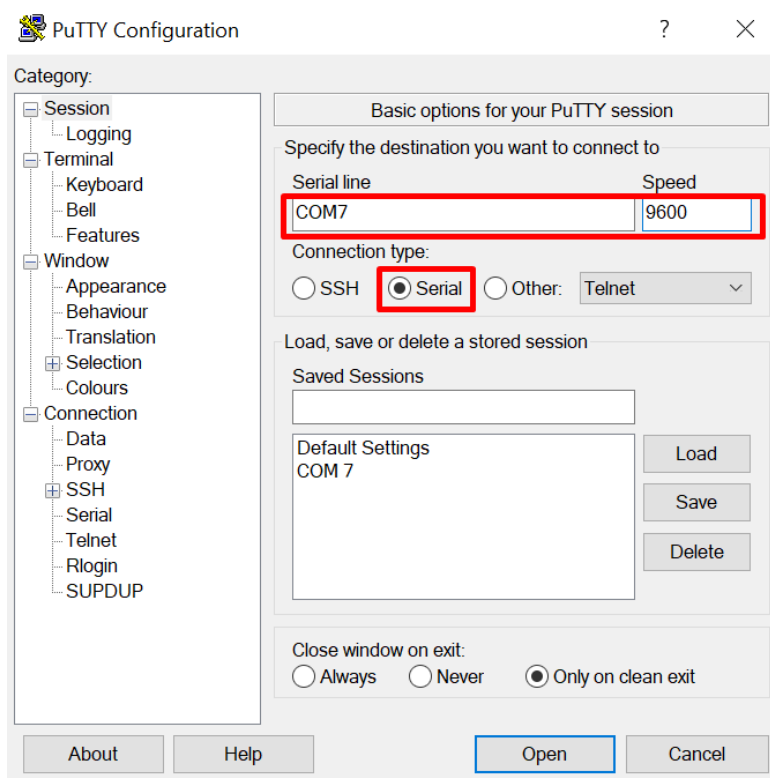 PuTTY Configuration
?
Category:
Session
Logging
Terminal
Keyboard
Bell
Features
Window
Appearance
Behaviour
Translation
Selection
Colours
Connection
Data
Proxy
SSH
Serial
Telnet
Rlogin
SUPDUP
Basic options for your PuTTY session
Specify the destination you want to connect to
Serial line Speed
COM7 9600
Connection type:
SSH Serial Other: Telnet
Load, save or delete a stored session
Saved Sessions
Default Settings
COM 7
Load
Save
Delete
Close window on exit:
Always Never Only on clean exit
About Help Open Cancel